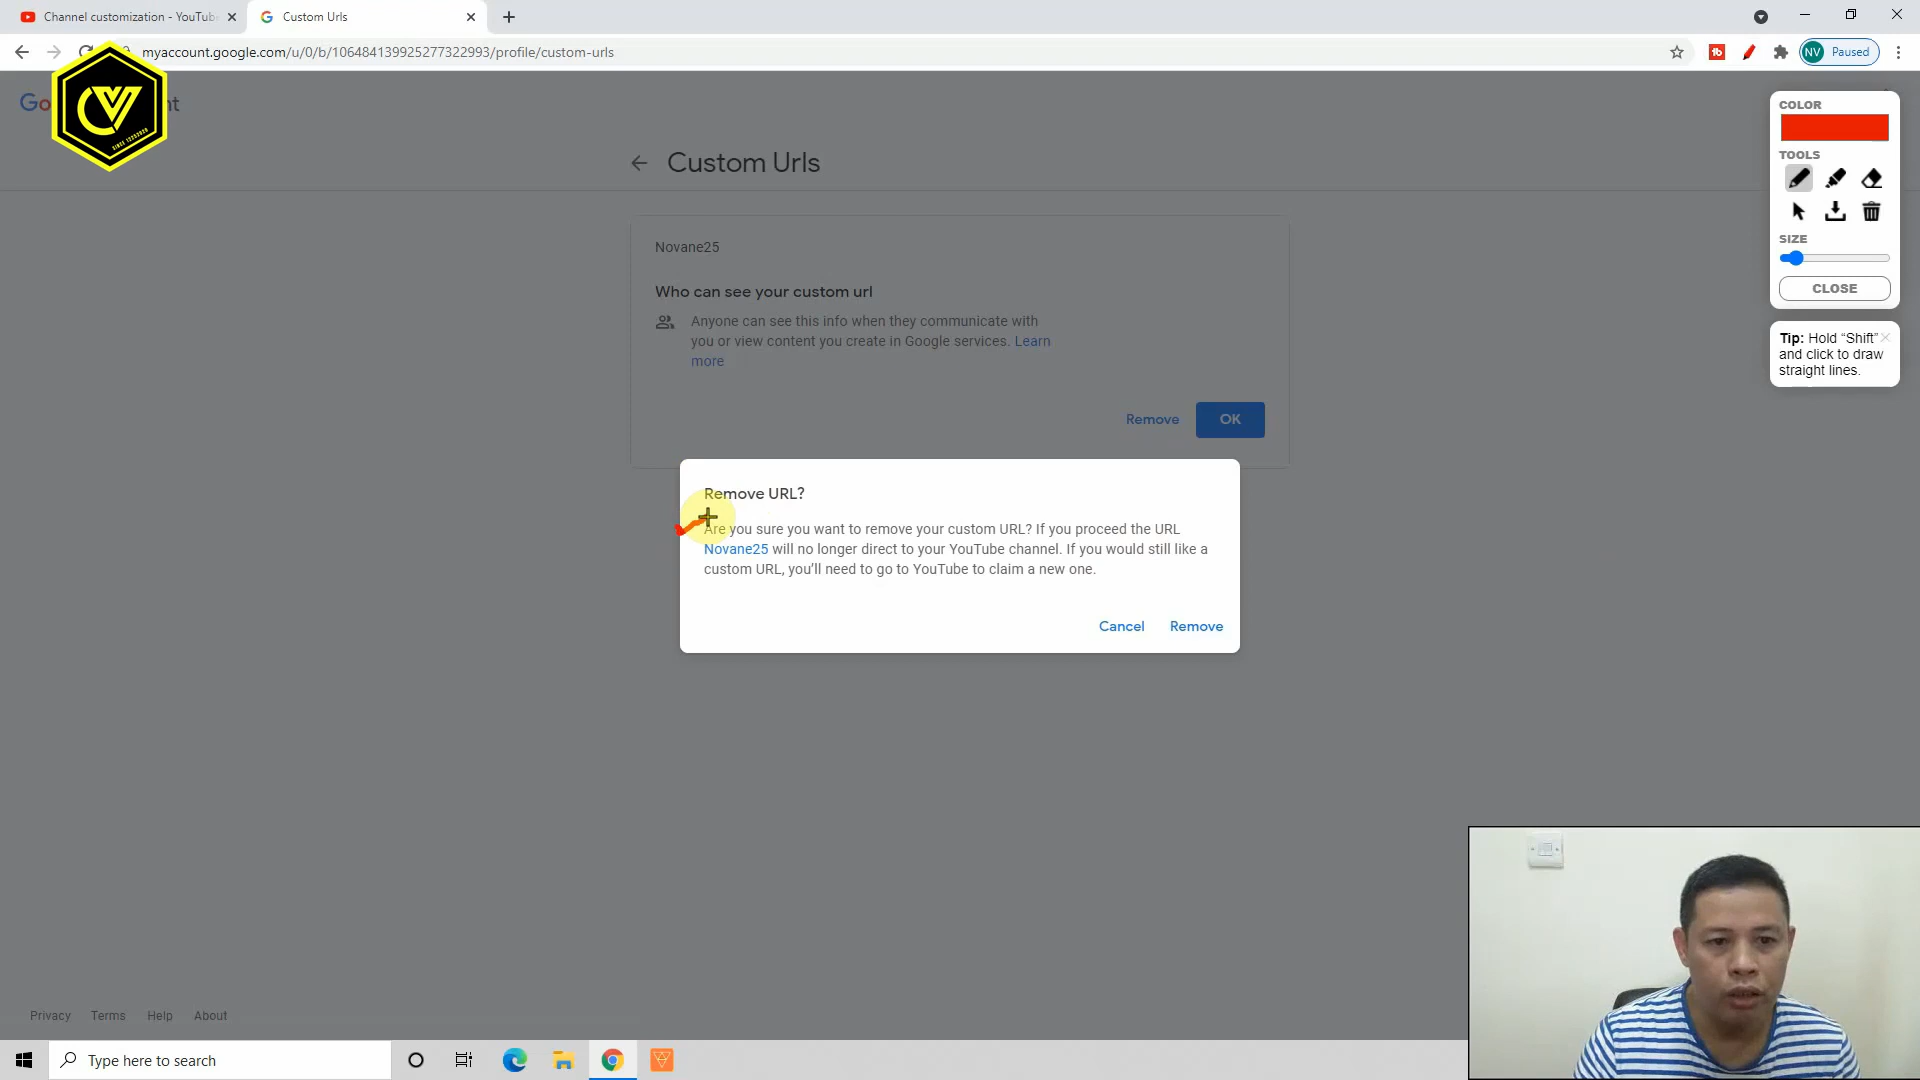 Channel customization - YouTube
Custom Urls
myaccount.google.com/u/0/b/106484139925277322993/profile/custom-urls
NV Paused
Custom Urls
Novane25
Who can see your custom url
Anyone can see this info when they communicate with
you or view content you create in Google services. Learn
more
Remove OK
Remove URL?
Are you sure you want to remove your custom URL? If you proceed the URL
Novane25 will no longer direct to your YouTube channel. If you would still like a
custom URL, you'll need to go to YouTube to claim a new one.
Cancel Remove
COLOR
TOOLS
SIZE
CLOSE
Tip: Hold “Shift”
and click to draw
straight lines.
Privacy Terms Help About
Type here to search